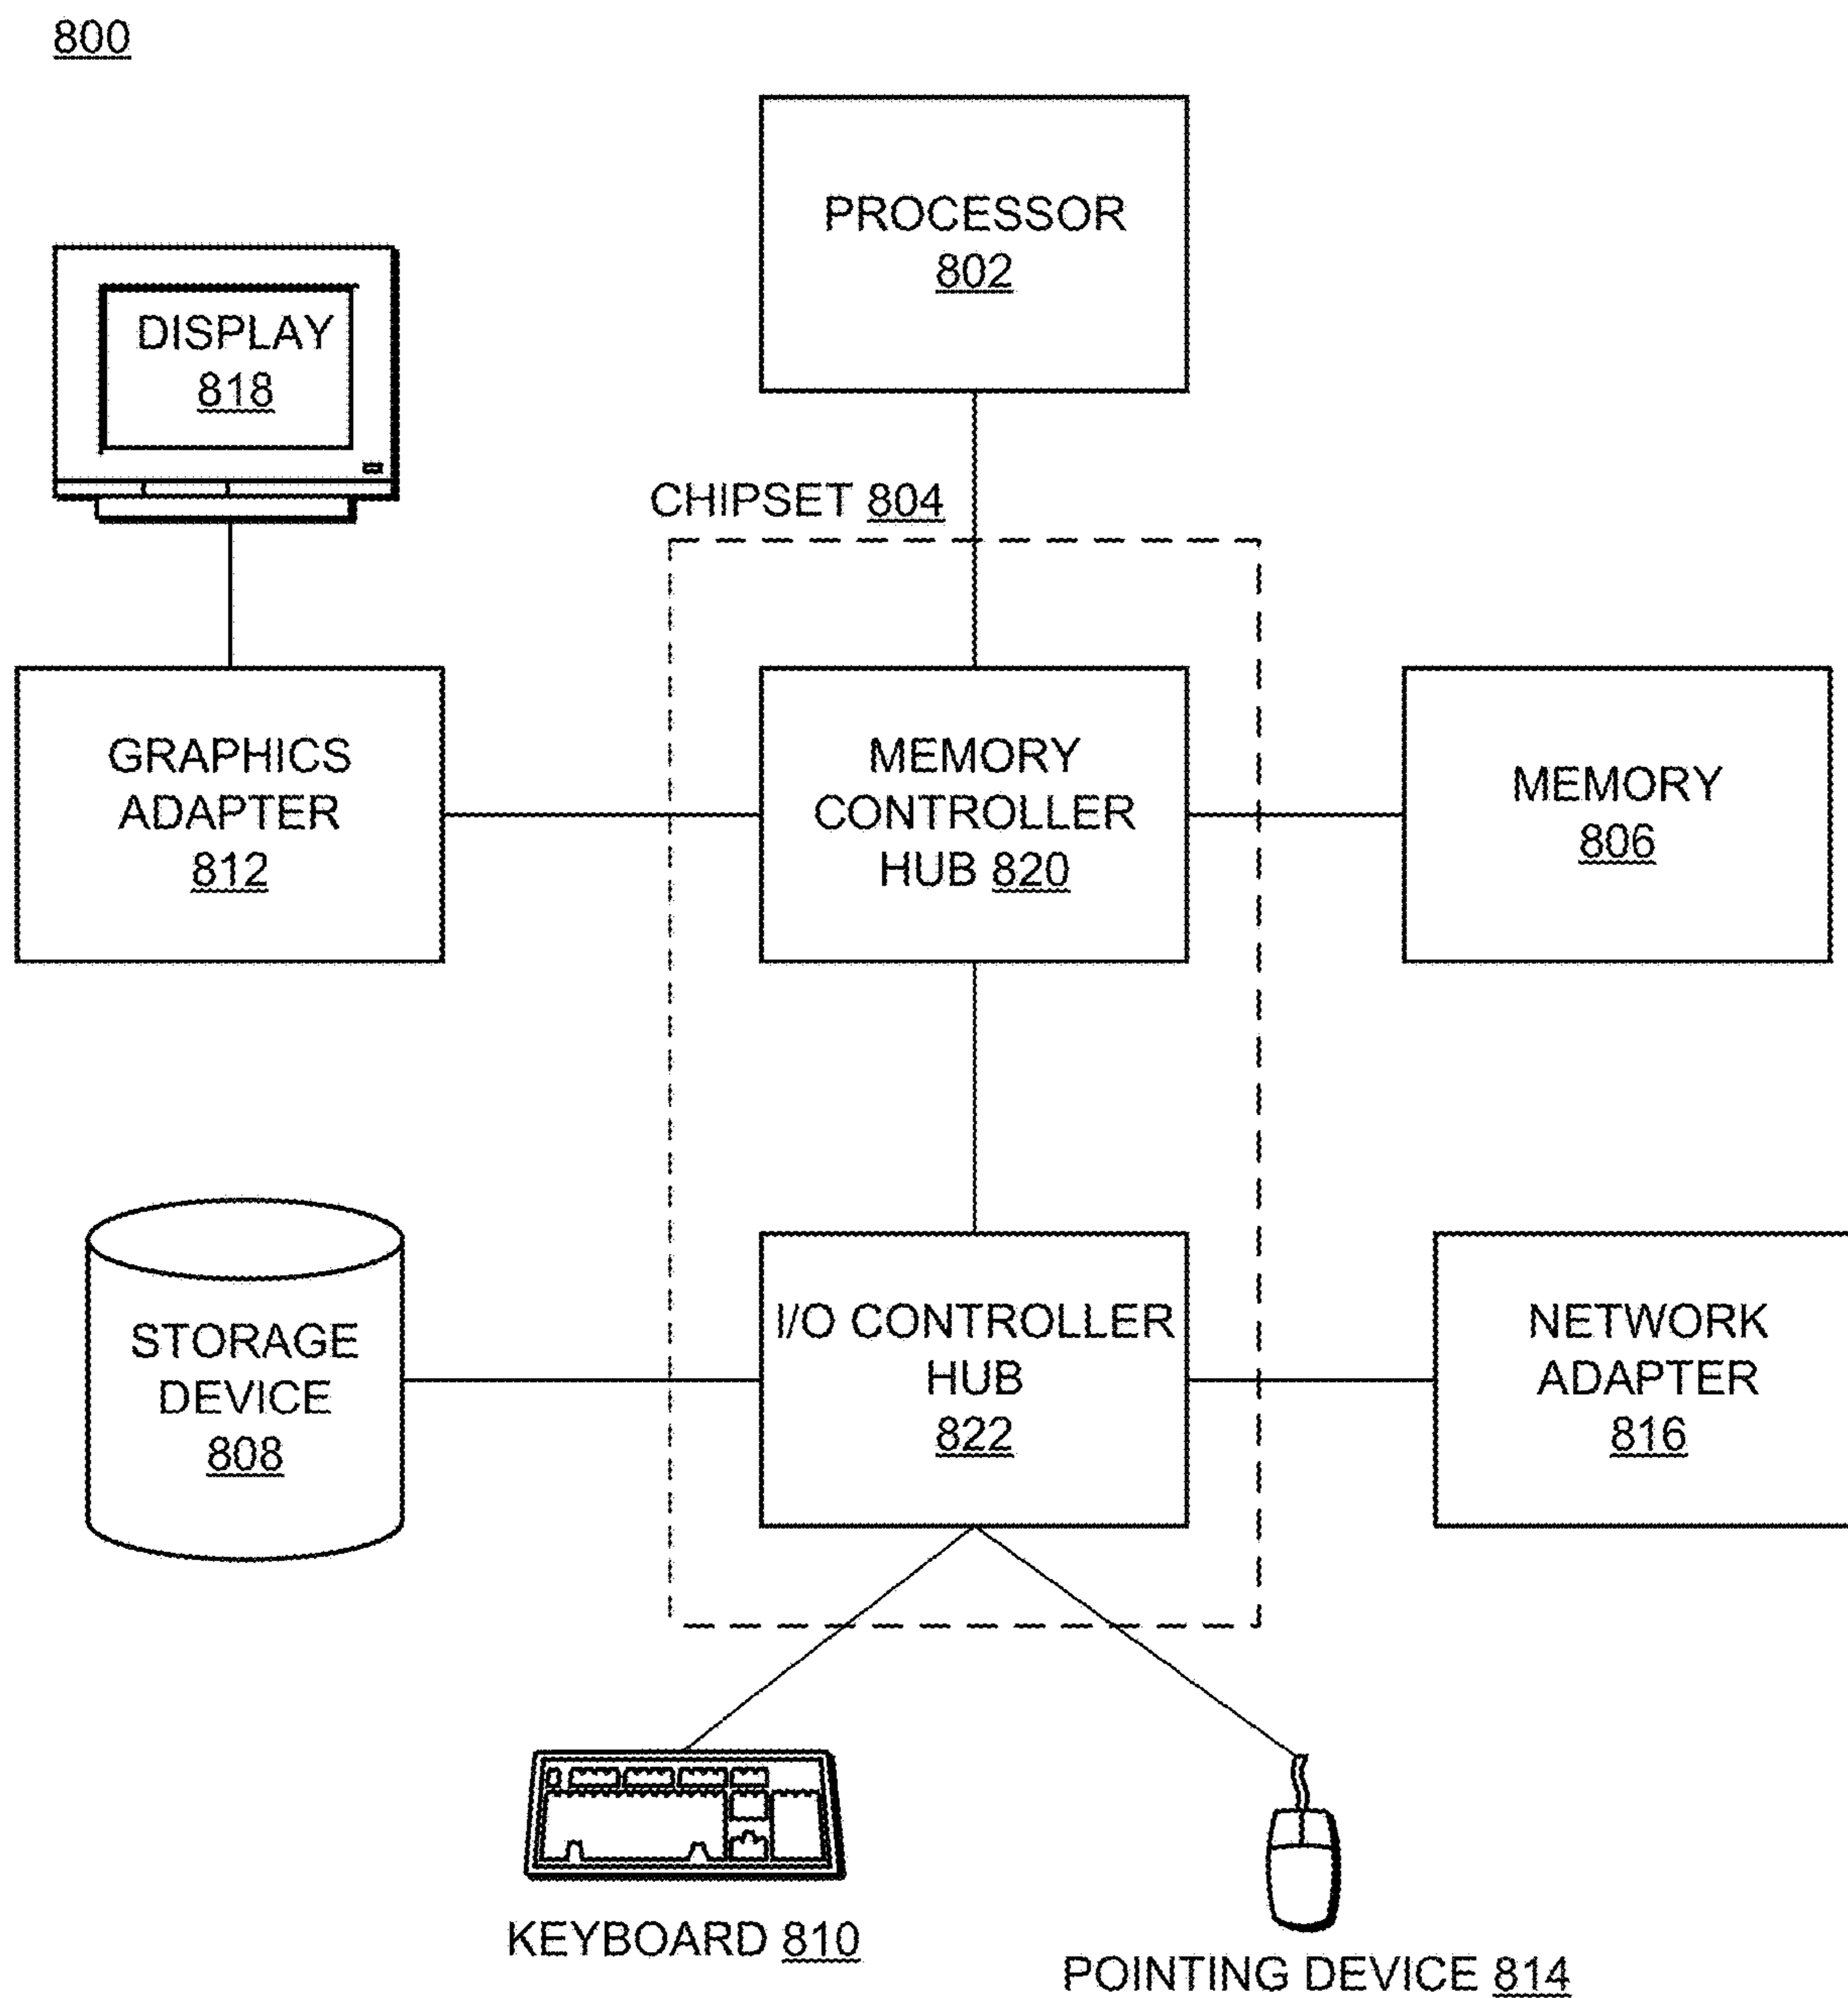 800
PROCESSOR
802
DISPLAY
818
CHIPSET 804
GRAPHICS
ADAPTER
812
MEMORY
CONTROLLER
HUB 820
MEMORY
806
STORAGE
DEVICE
808
I/O CONTROLLER
HUB
822
NETWORK
ADAPTER
816
KEYBOARD 810
POINTING DEVICE 814